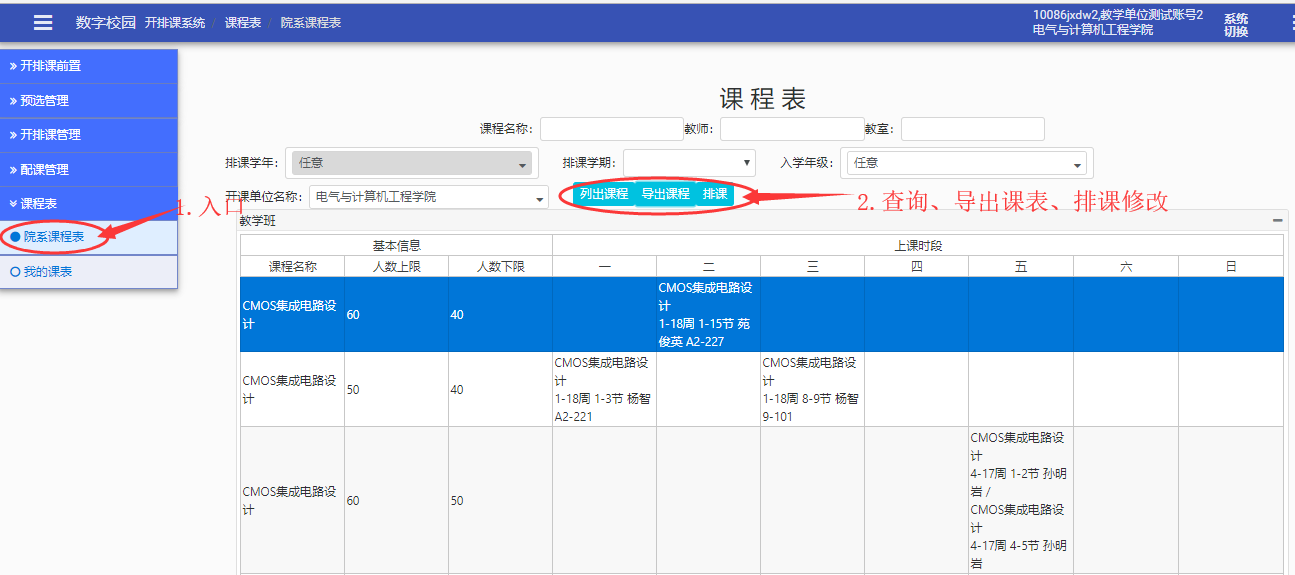 数字校园 开排课系统 / 课程表 / 院系课程表
10086jxdw2,教学单位测试账号2
电气与计算机工程学院
系统
切换
» 开排课前置
» 预选管理
» 开排课管理
» 配课管理
课程表
院系课程表
我的课表
1.入口
课程表
课程名称: 教师: 教室:
排课学年: 任意 排课学期: 入学年级: 任意
开课单位名称: 电气与计算机工程学院 列出课程 导出课程 排课
2.查询、导出课表、排课修改
教学班
基本信息 上课时段
课程名称 人数上限 人数下限 一 二 三 四 五 六 日
CMOS集成电路设
计
60
40
CMOS集成电路设
计
1-18周 1-15节 苑
俊英 A2-227
CMOS集成电路设
计
50
40
CMOS集成电路设
计
1-18周 1-3节 杨智
A2-221
CMOS集成电路设
计
1-18周 8-9节 杨智
9-101
CMOS集成电路设
计
60
50
CMOS集成电路设
计
4-17周 1-2节 孙明
岩 /
CMOS集成电路设
计
4-17周 4-5节 孙明
岩